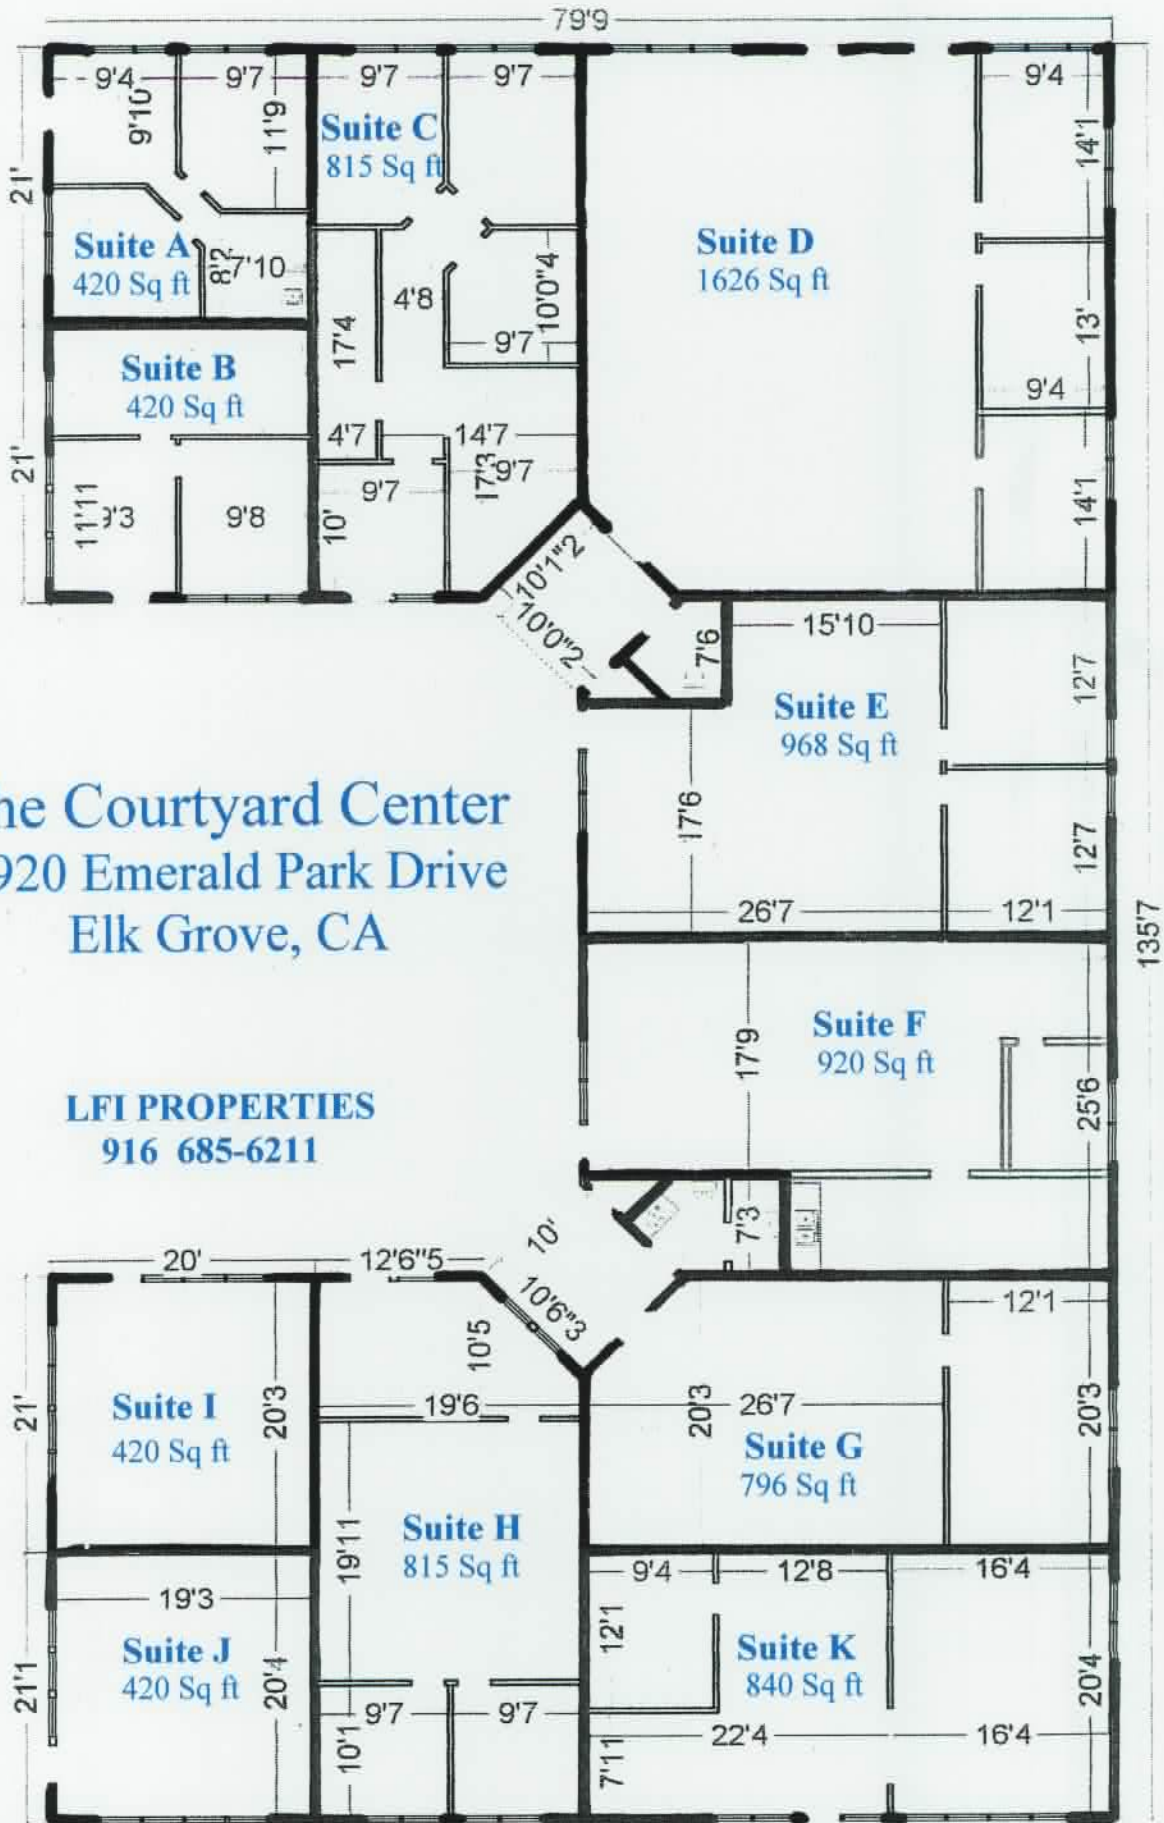 79'9
9'4
9'7
9'7
9'7
9'4
9'10
11'9
14'1
21'
Suite C
815 Sq ft
Suite A
420 Sq ft
8'2
7'10
4'8
10'0"4
Suite D
1626 Sq ft
13'
17'4
9'7
9'4
Suite B
420 Sq ft
21'
4'7
14'7
17'3
9'7
9'7
11'11
9'3
9'8
10'
14'1
10'1"2
10'0"2
7'6
15'10
12'7
Suite E
968 Sq ft
17'6
12'7
26'7
12'1
he Courtyard Center
920 Emerald Park Drive
Elk Grove, CA
135'7
17'9
Suite F
920 Sq ft
25'6
LFI PROPERTIES
916 685-6211
7'3
10'
20'
12'6"5
10'6"3
12'1
10'5
21'
Suite I
420 Sq ft
20'3
19'6
20'3
26'7
20'3
Suite G
796 Sq ft
19'11
Suite H
815 Sq ft
9'4
12'8
16'4
19'3
12'1
Suite J
420 Sq ft
21'1
20'4
Suite K
840 Sq ft
20'4
9'7
9'7
10'1
22'4
16'4
7'11